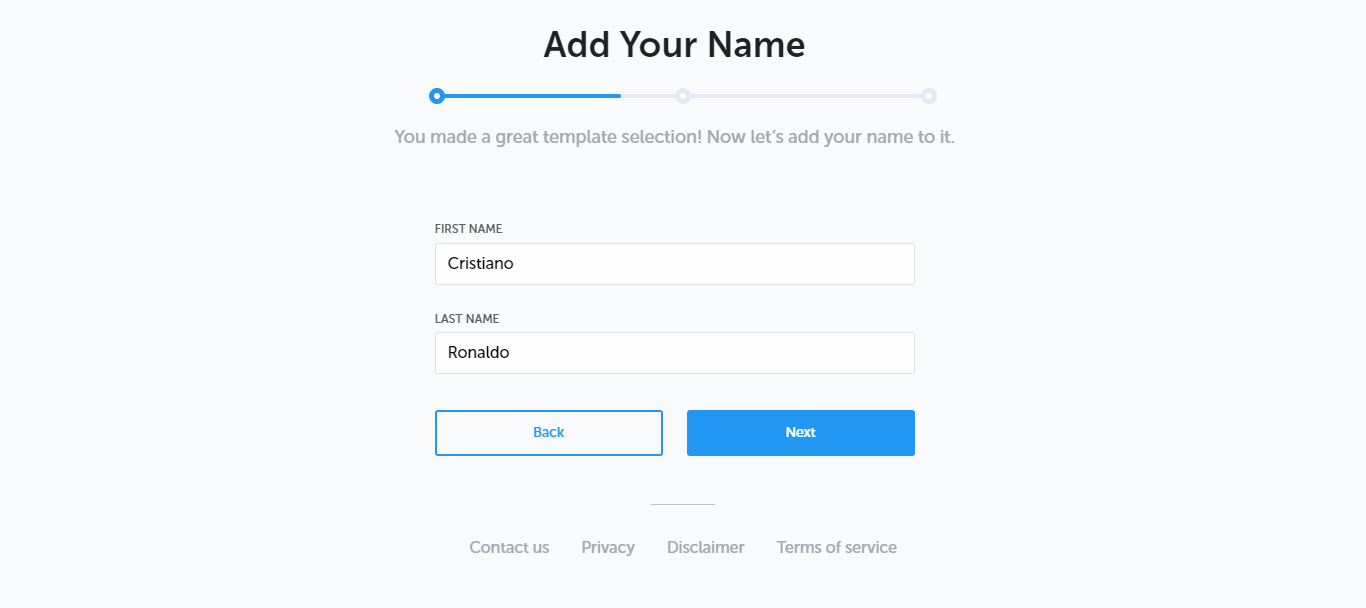 Add Your Name
You made a great template selection! Now let’s add your name to it.
FIRST NAME
Cristiano
LAST NAME
Ronaldo
Back Next
Contact us Privacy Disclaimer Terms of service